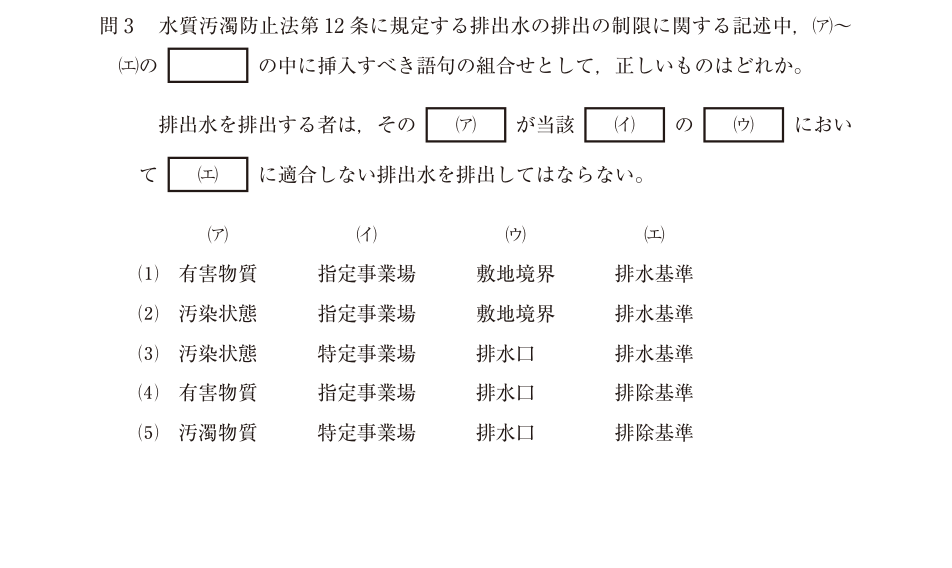 問3 水質汚濁防止法第12条に規定する排出水の排出の制限に関する記述中，㋐～
㋓の　　　の中に挿入すべき語句の組合せとして，正しいものはどれか。
排出水を排出する者は，その (ア) が当該 (イ) の (ウ) におい
て (エ) に適合しない排出水を排出してはならない。
(ア) (イ) (ウ) (エ)
(1) 有害物質 指定事業場 敷地境界 排水基準
(2) 汚染状態 指定事業場 敷地境界 排水基準
(3) 汚染状態 特定事業場 排水口 排水基準
(4) 有害物質 指定事業場 排水口 排除基準
(5) 汚濁物質 特定事業場 排水口 排除基準